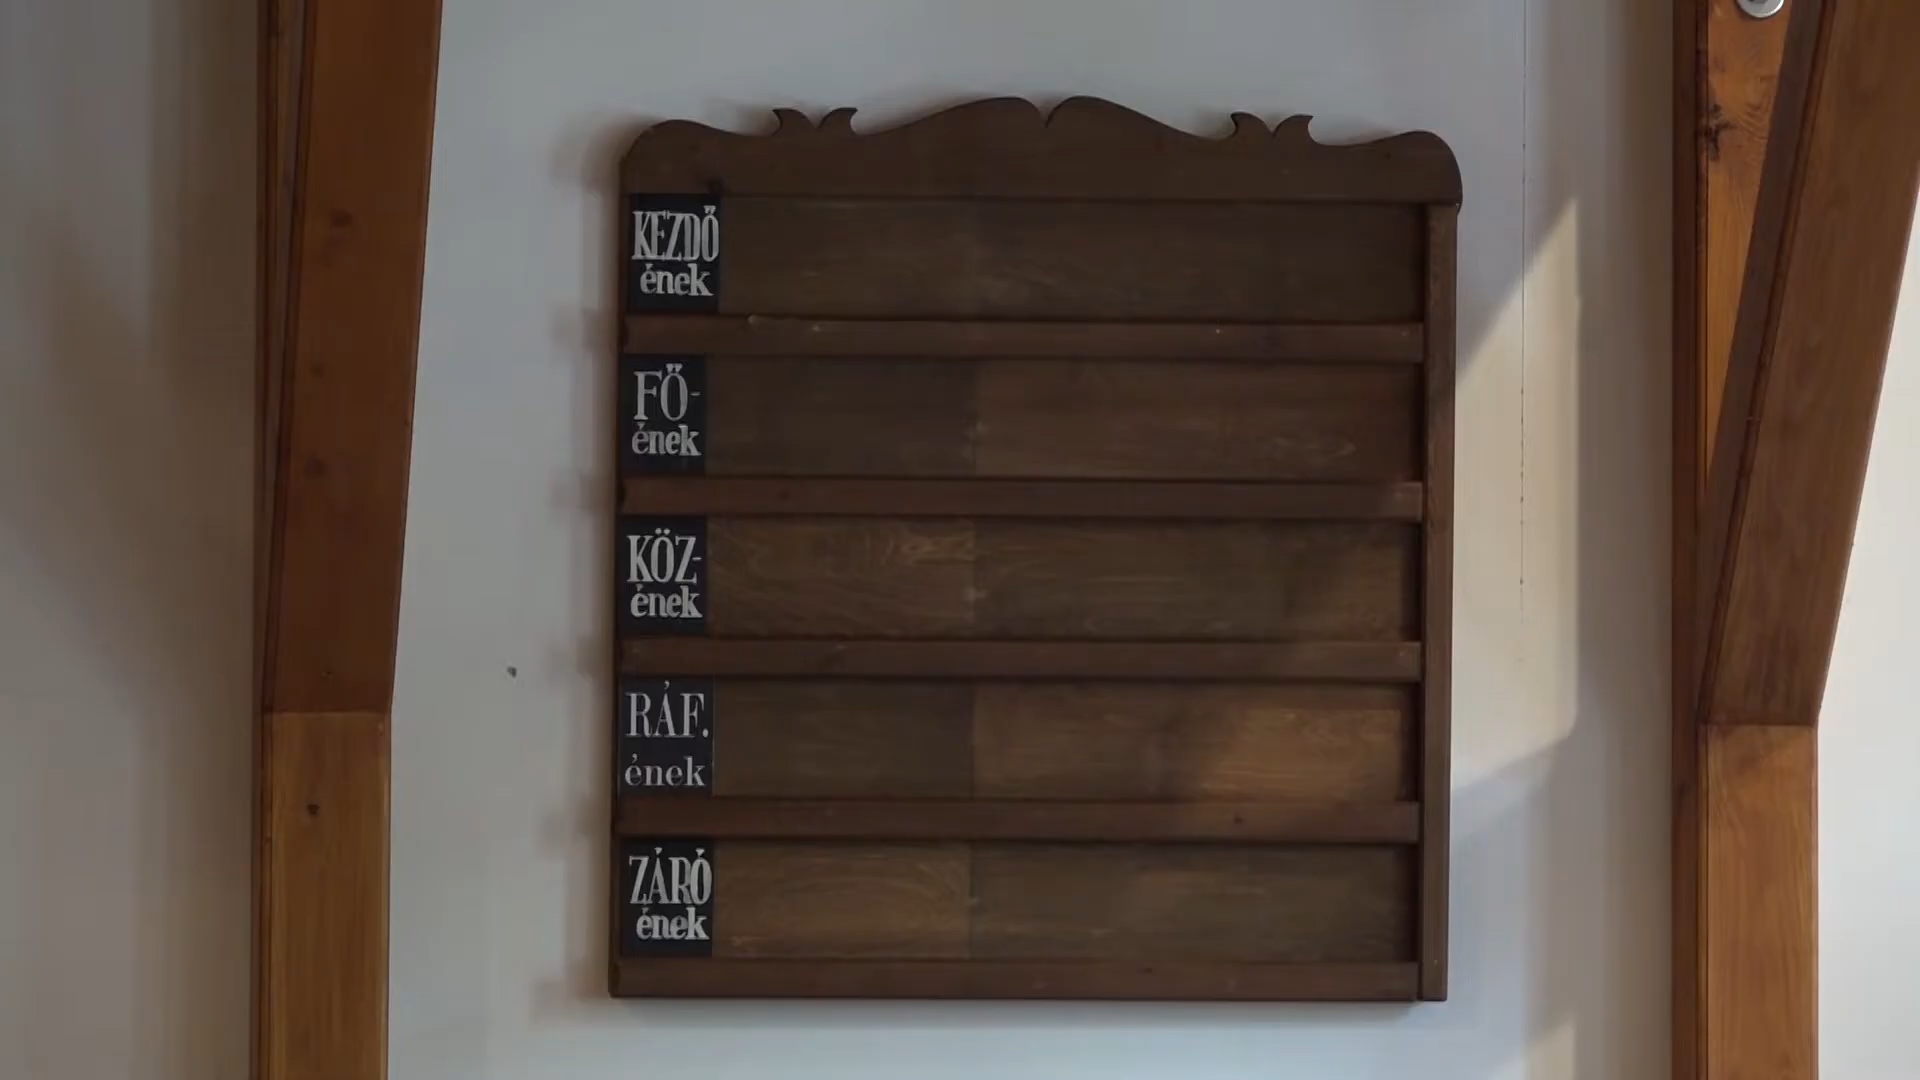 KEZDŐ
ének
FŐ-
ének
KÖZ-
ének
RÁF.
ének
ZÁRÓ
ének